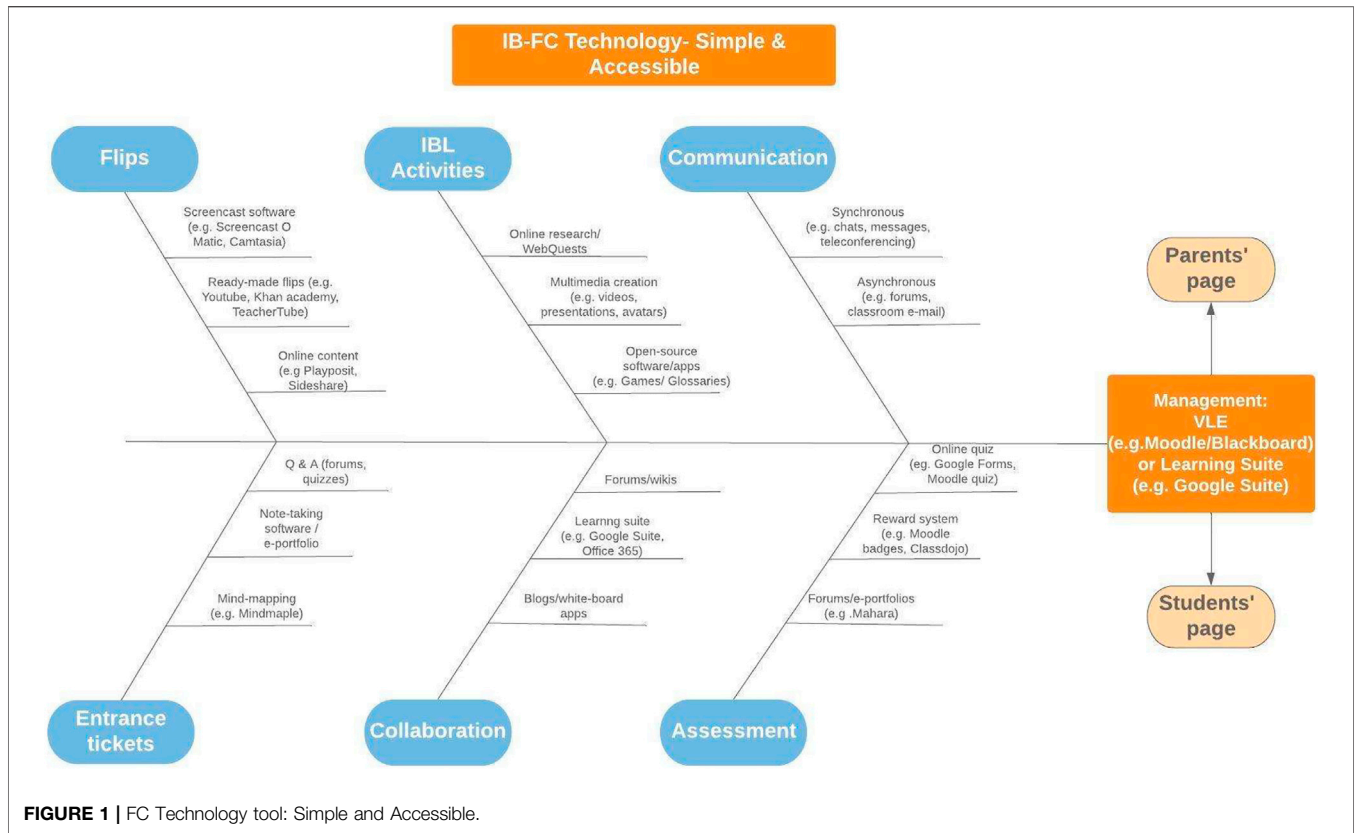 IB-FC Technology- Simple &
Accessible
Flips
IBL
Activities
Communication
Screencast software
(e.g. Screencast O
Matic, Camtasia)
Ready-made flips (e.g.
Youtube, Khan academy,
TeacherTube)
Online content
(e.g Playposit,
Sideshare)
Online research/
WebQuests
Multimedia creation
(e.g. videos,
presentations, avatars)
Open-source
software/apps
(e.g. Games/ Glossaries)
Synchronous
(e.g. chats, messages,
teleconferencing)
Asynchronous
(e.g. forums,
classroom e-mail)
Parents'
page
Management:
VLE
(e.g.Moodle/Blackboard)
or Learning Suite
(e.g. Google Suite)
Students'
page
Q & A (forums,
quizzes)
Note-taking
software /
e-portfolio
Mind-mapping
(e.g. Mindmaple)
Forums/wikis
Learnng suite
(e.g. Google Suite,
Office 365)
Blogs/white-board
apps
Online quiz
(eg. Google Forms,
Moodle quiz)
Reward system
(e.g. Moodle
badges, Classdojo)
Forums/e-portfolios
(e.g .Mahara)
Entrance
tickets
Collaboration
Assessment
FIGURE 1 | FC Technology tool: Simple and Accessible.